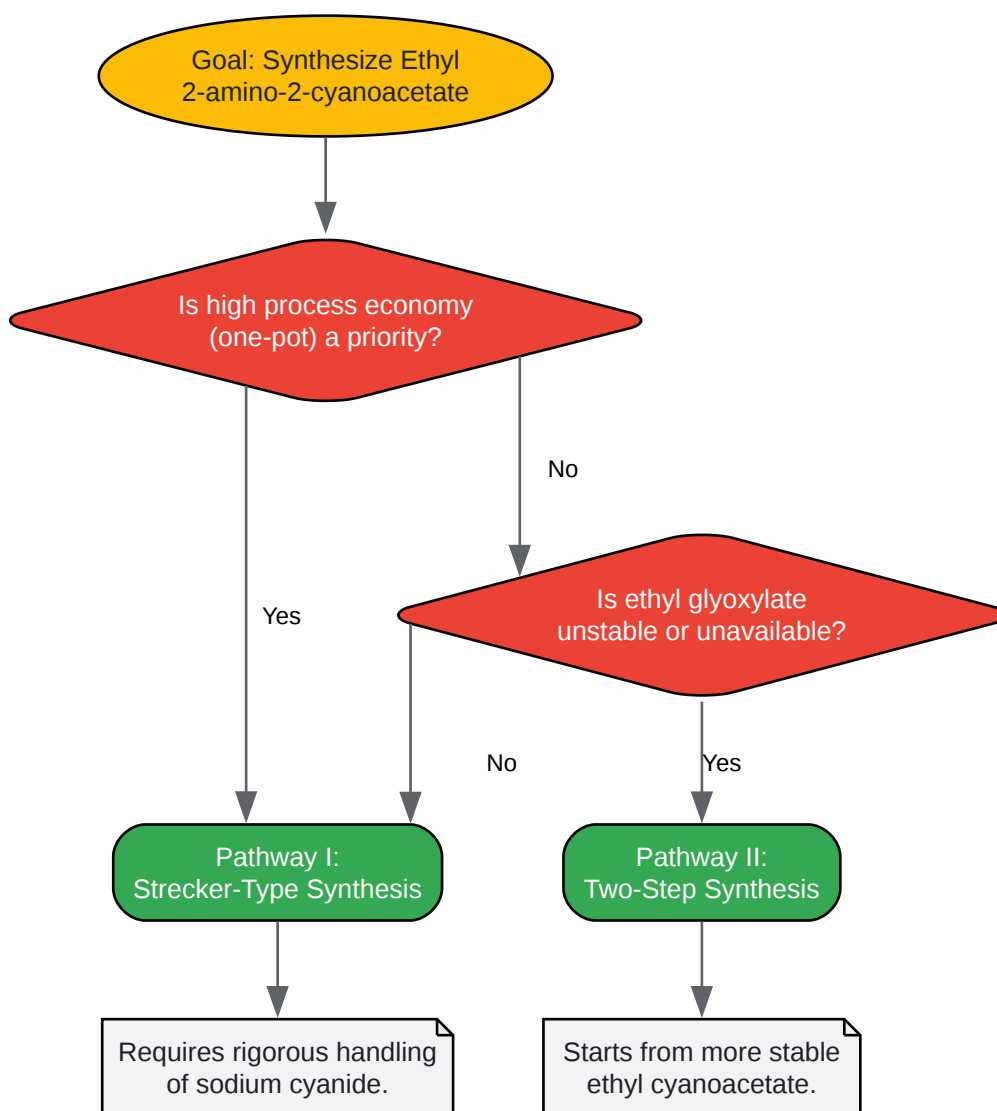 Goal: Synthesize Ethyl
2-amino-2-cyanoacetate
Is high process economy
(one-pot) a priority?
No
Is ethyl glyoxylate
unstable or unavailable?
Yes
No
Yes
Pathway I:
Strecker-Type Synthesis
Pathway II:
Two-Step Synthesis
Requires rigorous handling
of sodium cyanide.
Starts from more stable
ethyl cyanoacetate.